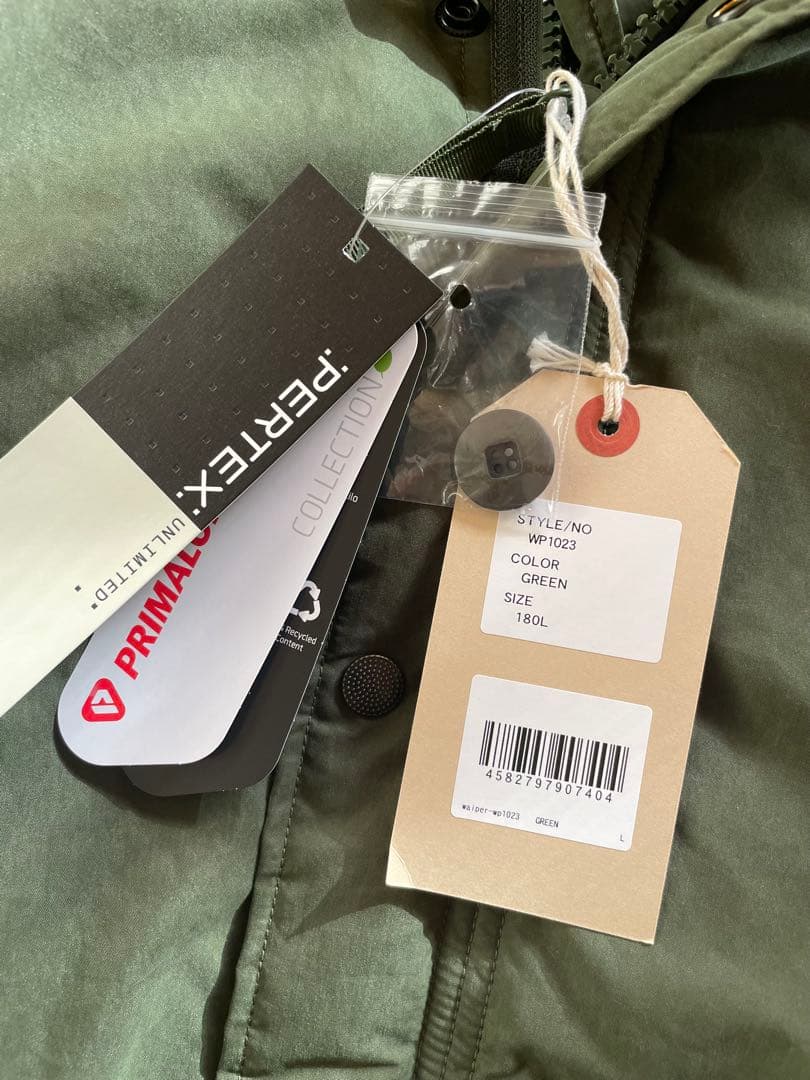 :PERTEX:
UNLIMITED
COLLECTION
PRIMALO
Recycled
Content
STYLE/NO
WP1023
COLOR
GREEN
SIZE
180L
4582797907404
waiper-wp1023 GREEN
L